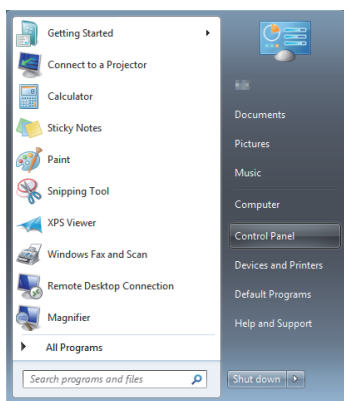 Getting Started
Connect to a Projector
Calculator
Sticky Notes
Paint
Snipping Tool
XPS Viewer
Windows Fax and Scan
Remote Desktop Connection
Magnifier
All Programs
Search programs and files
Documents
Pictures
Music
Computer
Control Panel
Devices and Printers
Default Programs
Help and Support
Shut down